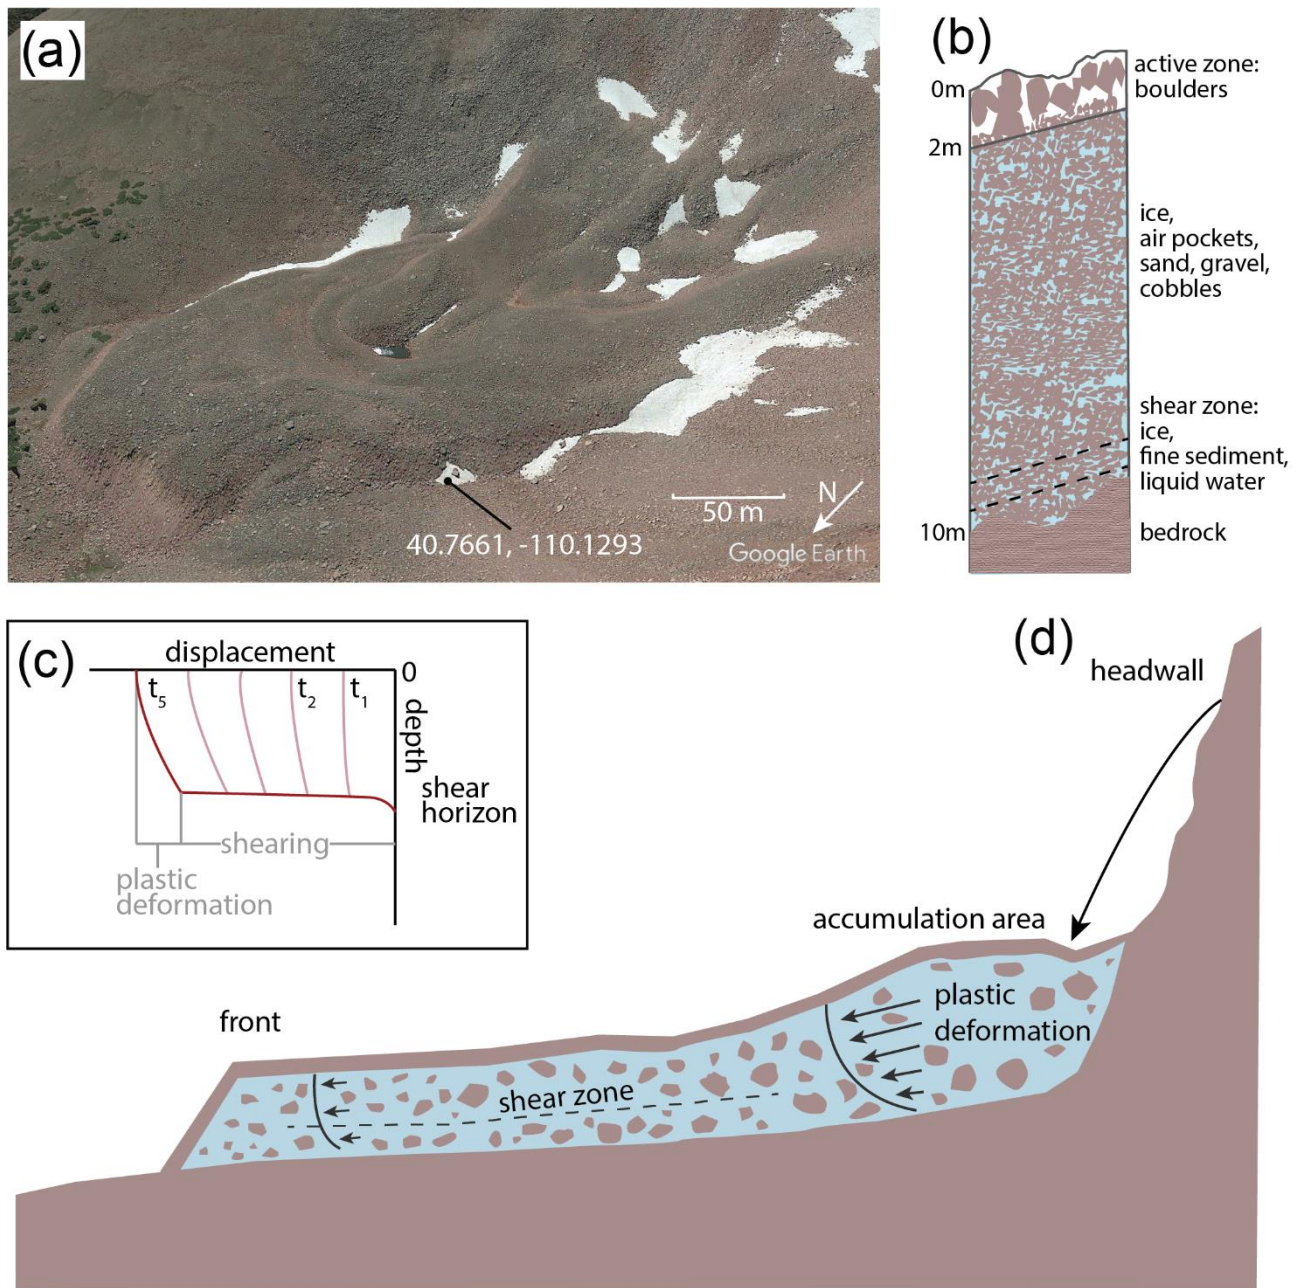 (a)
50 m
N
40.7661, -110.1293
Google Earth
(b)
0m
active zone:
boulders
2m
ice,
air pockets,
sand, gravel,
cobbles
shear zone:
ice,
fine sediment,
liquid water
10m
bedrock
(c)
displacement
0
t5
t2
t1
depth
shear
horizon
shearing
plastic
deformation
(d)
headwall
accumulation area
plastic
deformation
front
shear zone